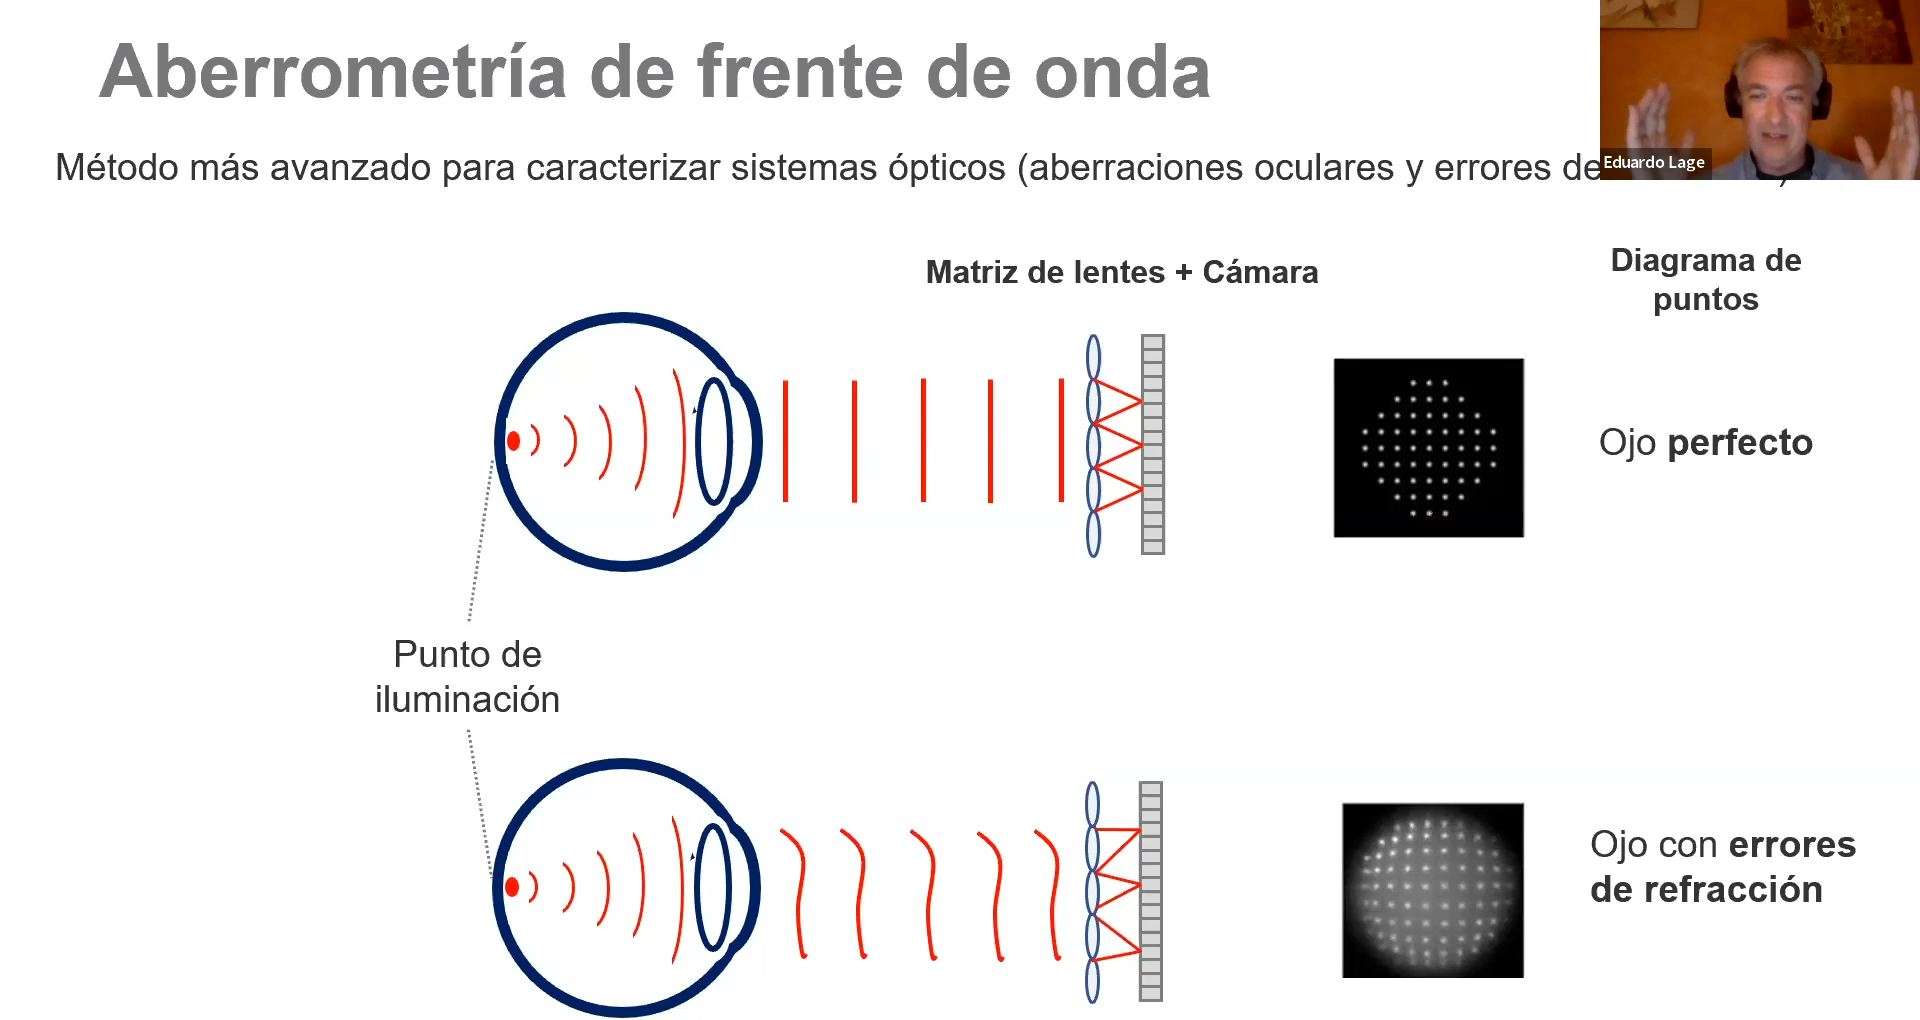 Aberrometría de frente de onda
Método más avanzado para caracterizar sistemas ópticos (aberraciones oculares y errores de
Eduardo Lage
Matriz de lentes + Cámara
Diagrama de
puntos
Ojo perfecto
Punto de
iluminación
Ojo con errores
de refracción